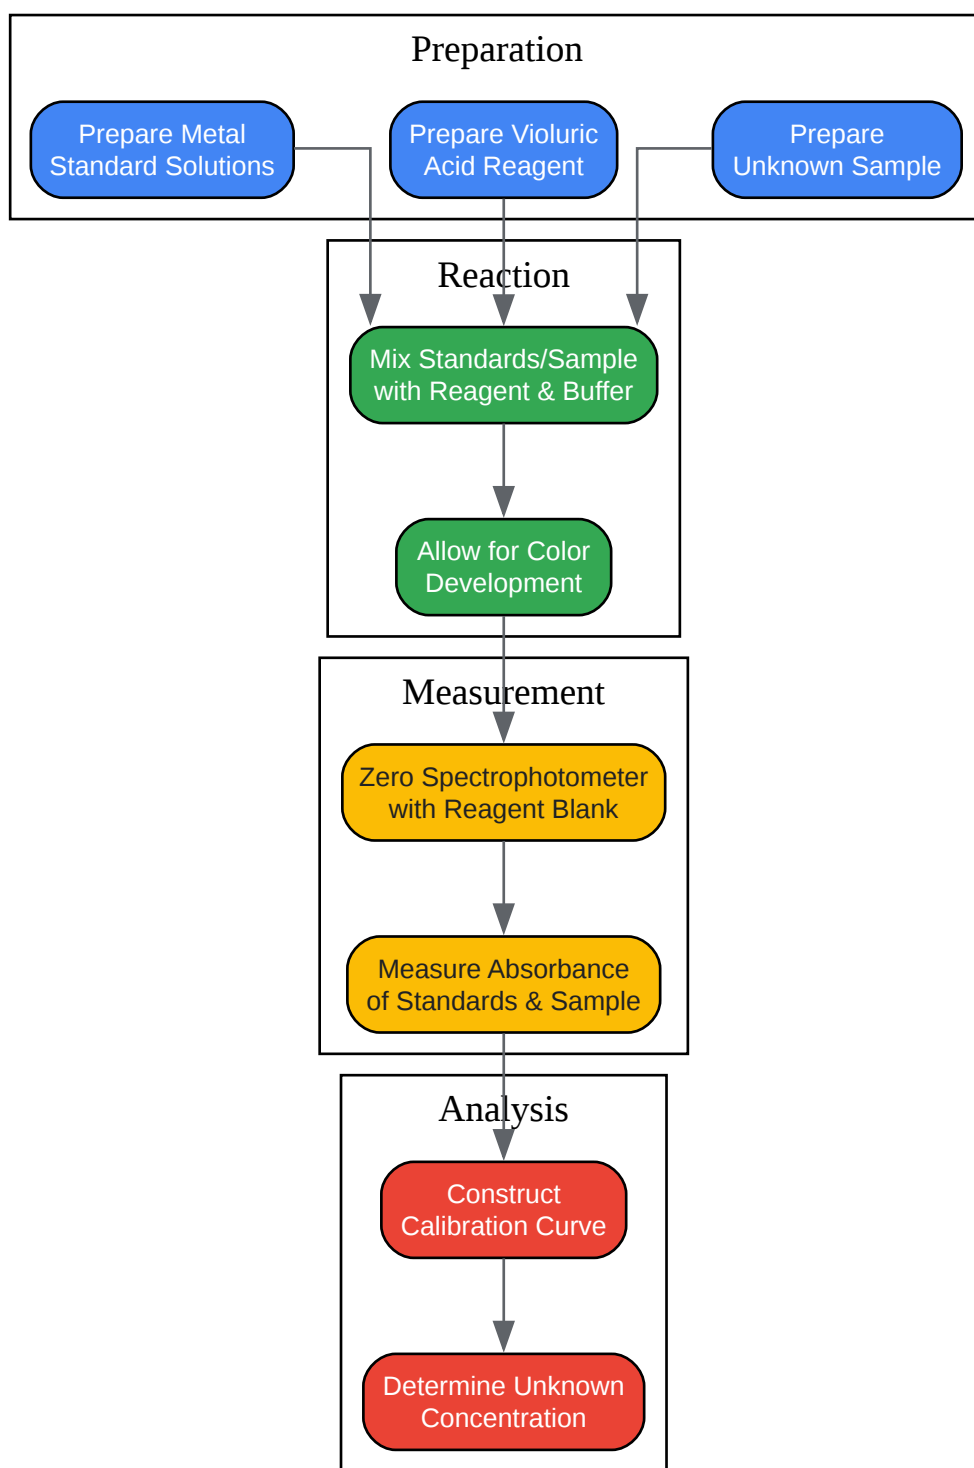 Preparation
Prepare Metal
Standard Solutions
Prepare Violuric
Acid Reagent
Prepare
Unknown Sample
Reaction
Mix Standards/Sample
with Reagent & Buffer
Allow for Color
Development
Measurement
Zero Spectrophotometer
with Reagent Blank
Measure Absorbance
of Standards & Sample
Analysis
Construct
Calibration Curve
Determine Unknown
Concentration